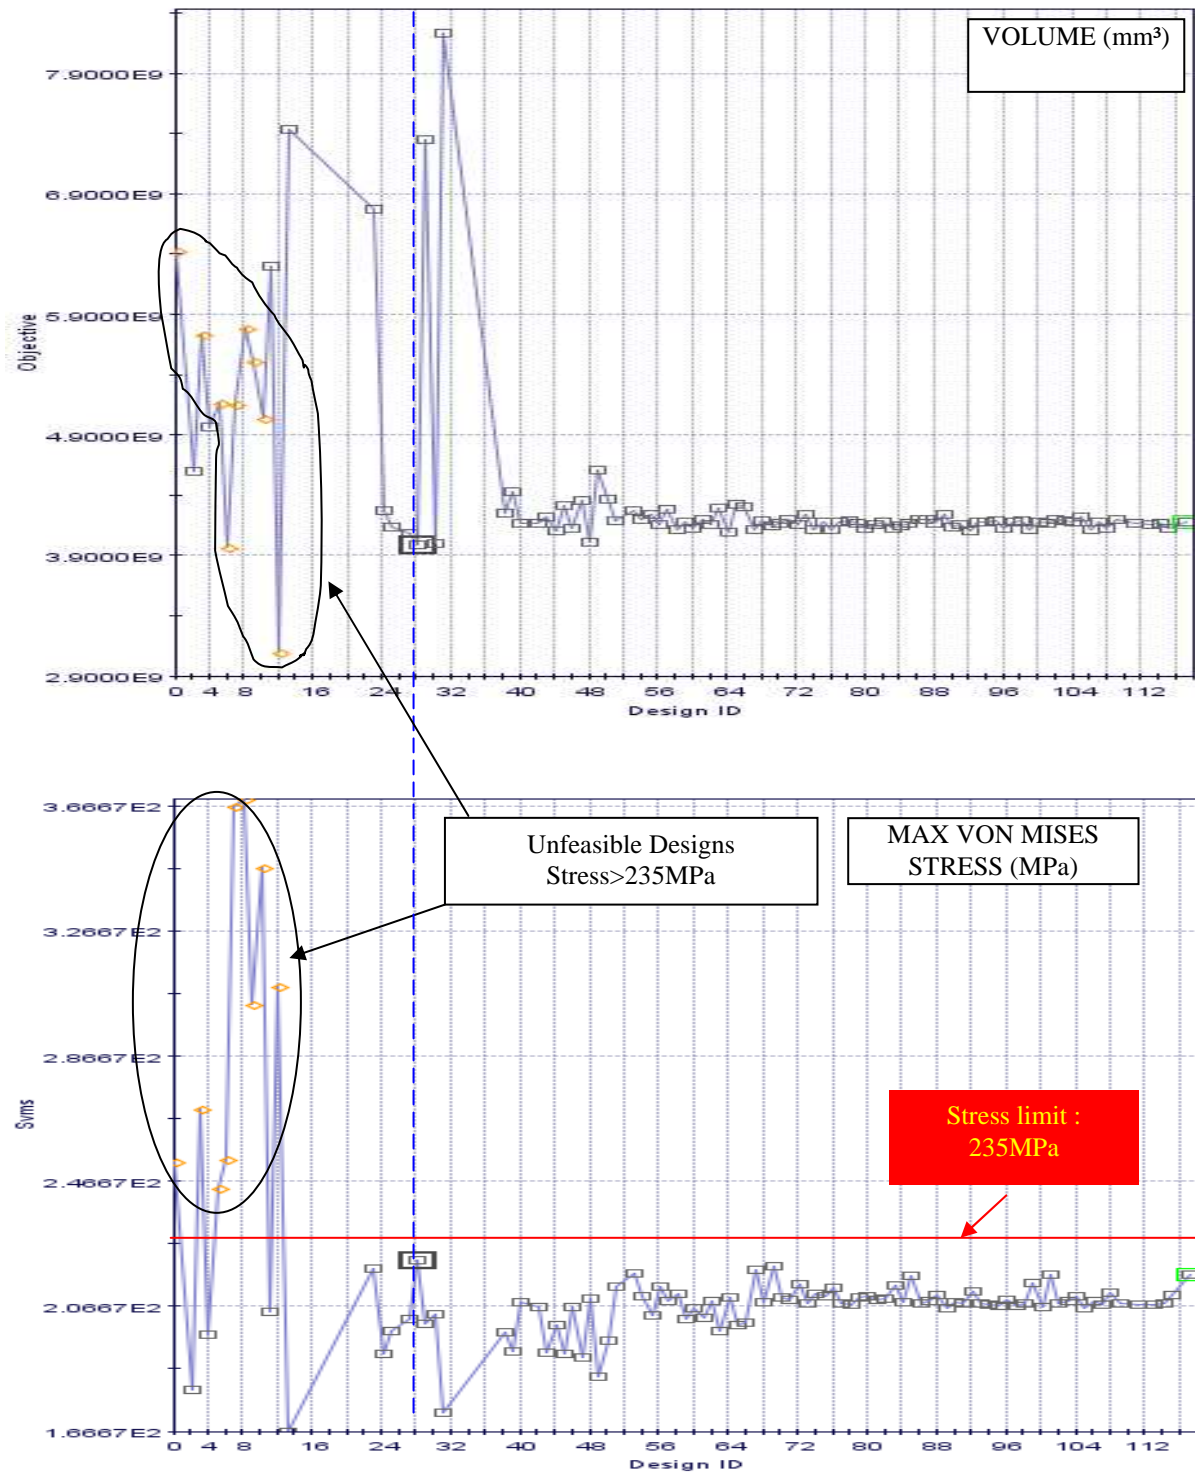 VOLUME (mm³)
7.9000E9
6.9000E9
5.9000E9
4.9000E9
3.9000E9
2.9000E9
Objective
0 4 8 16 24 32 40 48 56 64 72 80 88 96 104 112
Design ID
3.6667E2
3.2667E2
2.8667E2
2.4667E2
2.0667E2
1.6667E2
Svms
Unfeasible Designs
Stress>235MPa
MAX VON MISES
STRESS (MPa)
Stress limit :
235MPa
0 4 8 16 24 32 40 48 56 64 72 80 88 96 104 112
Design ID